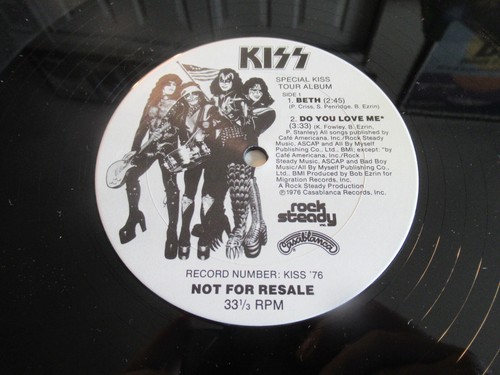 KISS
SPECIAL KISS
TOUR ALBUM
SIDE 1
1. BETH (2:45)
(P. Criss, S. Penridge, B. Ezrin)
2. DO YOU LOVE ME*
(3:33) (K. Fowley, B. Ezrin,
P. Stanley) All songs published by
Café Americana, Inc./Rock Steady
Music, ASCAP and All By Myself
Publishing Co., Ltd., BMI; except: *by
Café Americana, Inc./Rock
Steady Music, ASCAP and Bad Boy
Music/All By Myself Publishing Co.,
Ltd., BMI Produced by Bob Ezrin for
Migration Records, Inc.
A Rock Steady Production
℗1976 Casablanca Records, Inc.
rock
steady
Casablanca
RECORD NUMBER: KISS '76
NOT FOR RESALE
33⅓ RPM